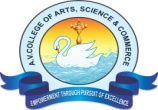 A.V.COLLEGE OF ARTS, SCIENCE & COMMERCE
EMPOWERMENT THROUGH PURSUIT OF EXCELLENCE